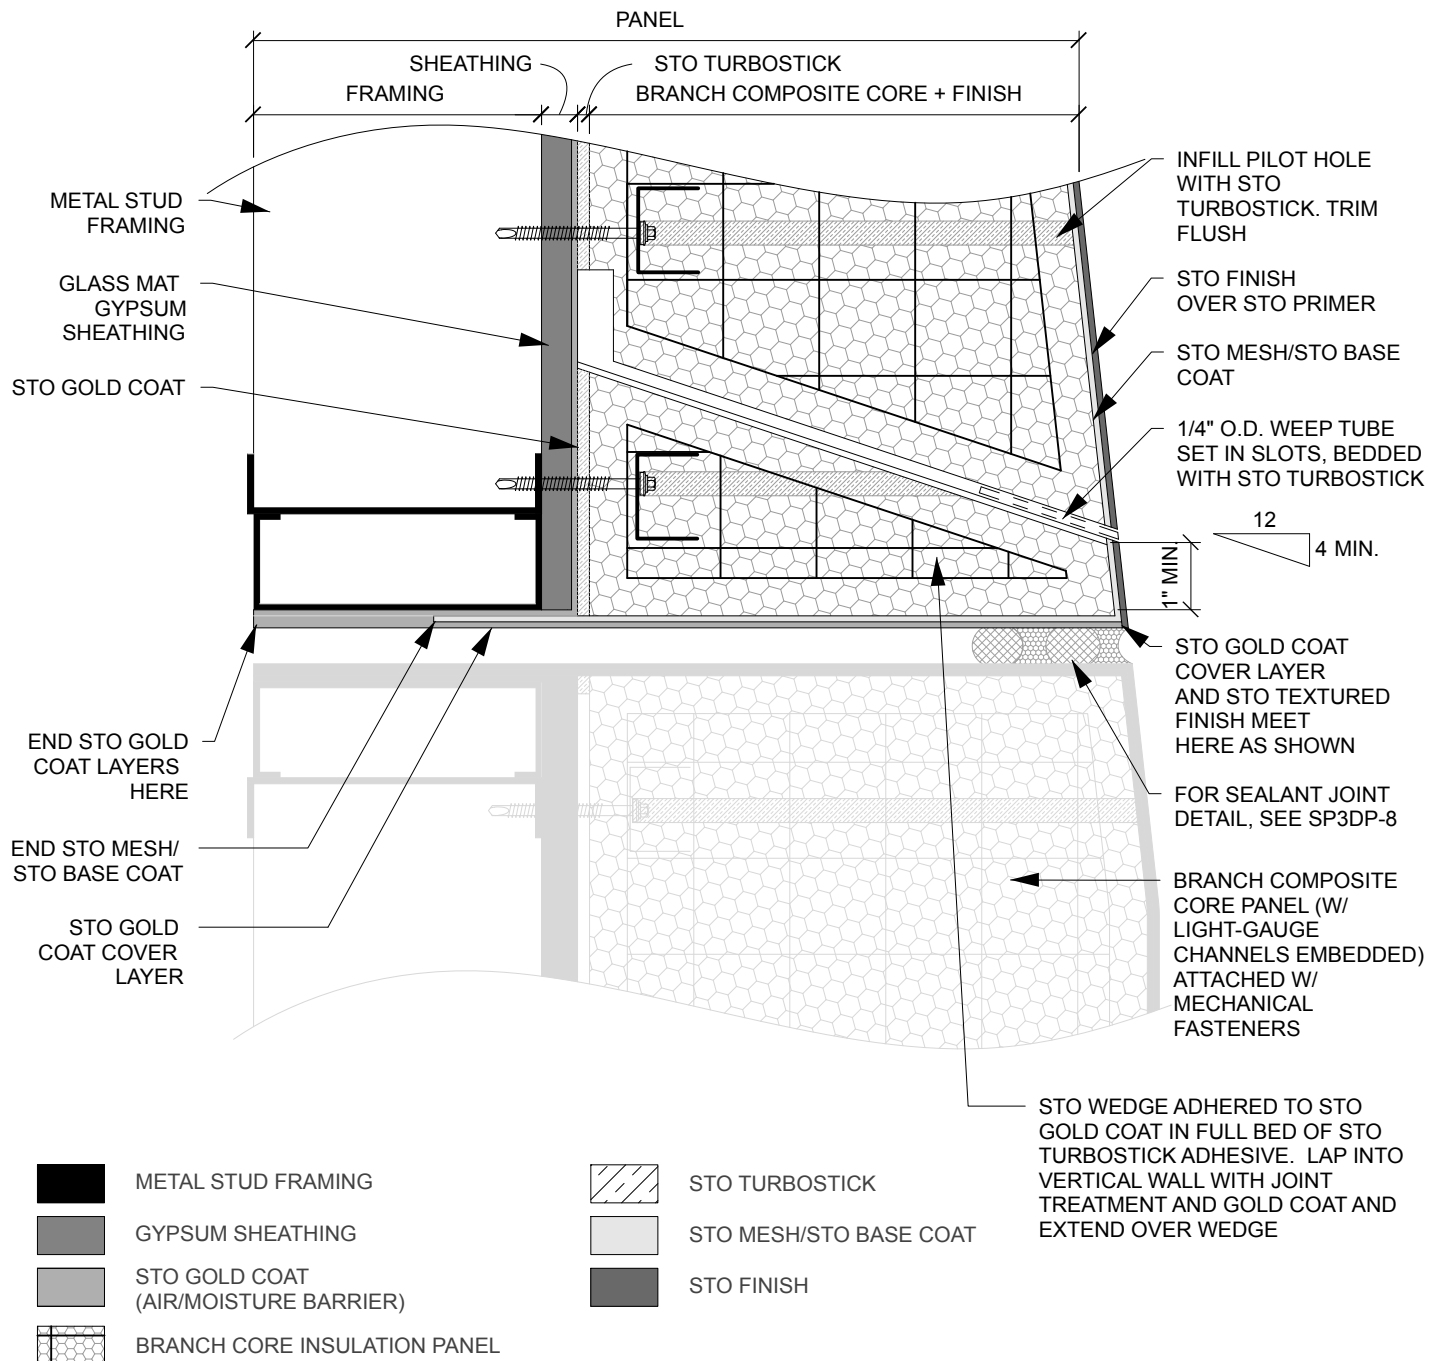 PANEL
SHEATHING
STO TURBOSTICK
FRAMING
BRANCH COMPOSITE CORE + FINISH
METAL STUD
FRAMING
GLASS MAT
GYPSUM
SHEATHING
STO GOLD COAT
INFILL PILOT HOLE
WITH STO
TURBOSTICK. TRIM
FLUSH
STO FINISH
OVER STO PRIMER
STO MESH/STO BASE
COAT
1/4" O.D. WEEP TUBE
SET IN SLOTS, BEDDED
WITH STO TURBOSTICK
12
4 MIN.
1" MIN.
STO GOLD COAT
COVER LAYER
AND STO TEXTURED
FINISH MEET
HERE AS SHOWN
END STO GOLD
COAT LAYERS
HERE
FOR SEALANT JOINT
DETAIL, SEE SP3DP-8
END STO MESH/
STO BASE COAT
STO GOLD
COAT COVER
LAYER
BRANCH COMPOSITE
CORE PANEL (W/
LIGHT-GAUGE
CHANNELS EMBEDDED)
ATTACHED W/
MECHANICAL
FASTENERS
STO WEDGE ADHERED TO STO
GOLD COAT IN FULL BED OF STO
TURBOSTICK ADHESIVE. LAP INTO
VERTICAL WALL WITH JOINT
TREATMENT AND GOLD COAT AND
EXTEND OVER WEDGE
METAL STUD FRAMING
GYPSUM SHEATHING
STO GOLD COAT
(AIR/MOISTURE BARRIER)
BRANCH CORE INSULATION PANEL
STO TURBOSTICK
STO MESH/STO BASE COAT
STO FINISH